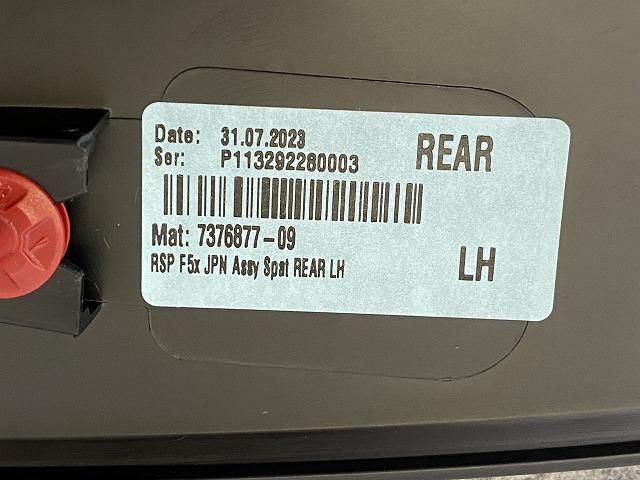 Date: 31.07.2023
Ser: P113292280003
REAR
Mat: 7376877-09
RSP F5x JPN Assy Spat REAR LH
LH